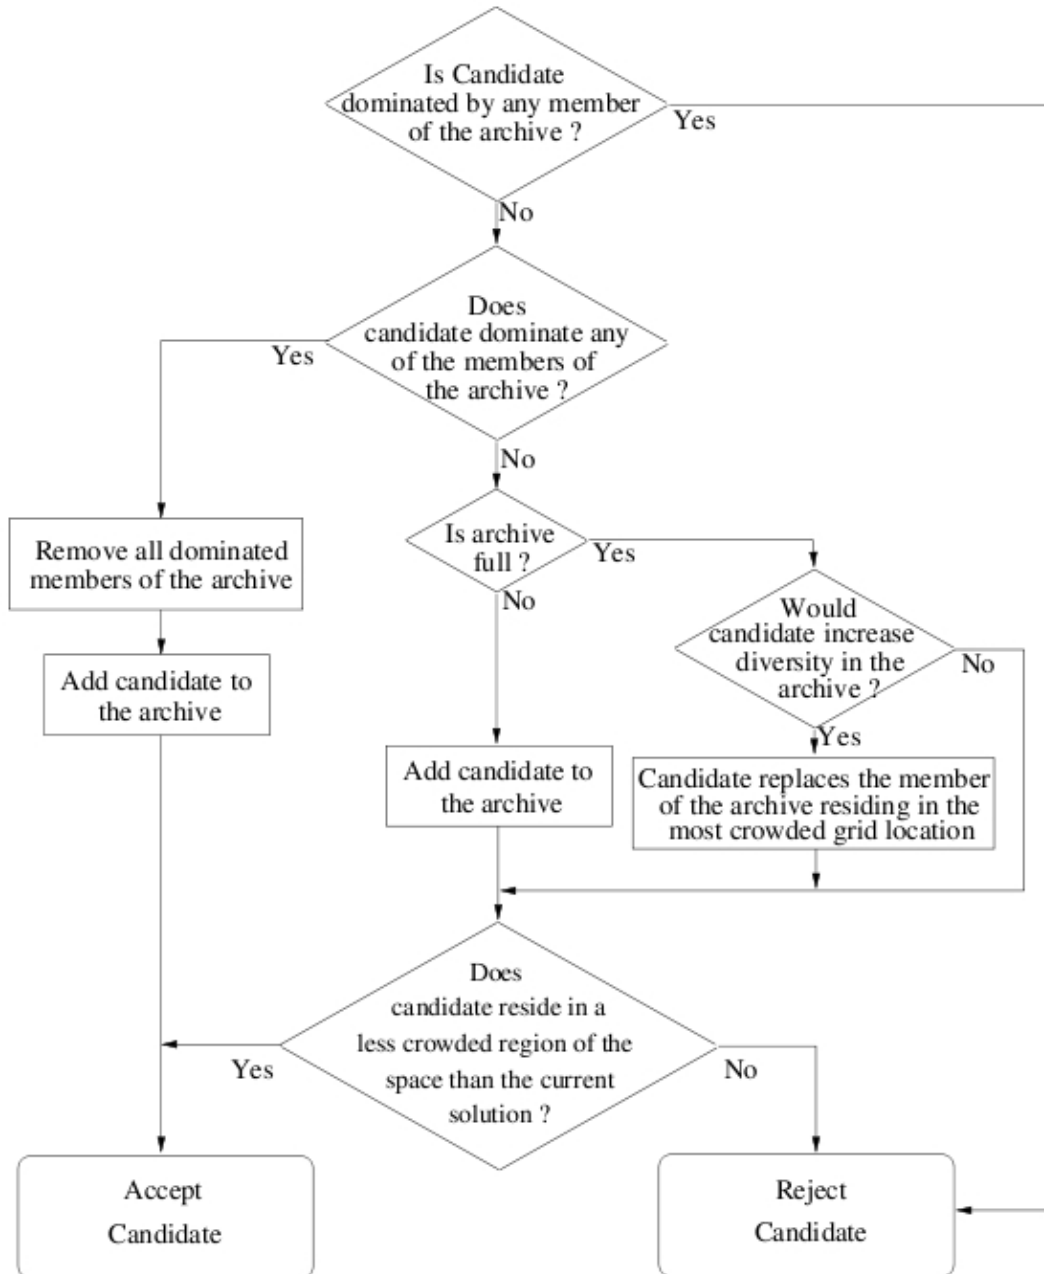 Is Candidate
dominated by any member
of the archive ?
Yes
No
Does
candidate dominate any
of the members of
the archive ?
Yes
No
Remove all dominated
members of the archive
Is archive
full ?
Yes
No
Would
candidate increase
diversity in the
archive ?
No
Yes
Add candidate to
the archive
Add candidate to
the archive
Candidate replaces the member
of the archive residing in the
most crowded grid location
Does
candidate reside in a
less crowded region of the
space than the current
solution ?
Yes
No
Accept
Candidate
Reject
Candidate